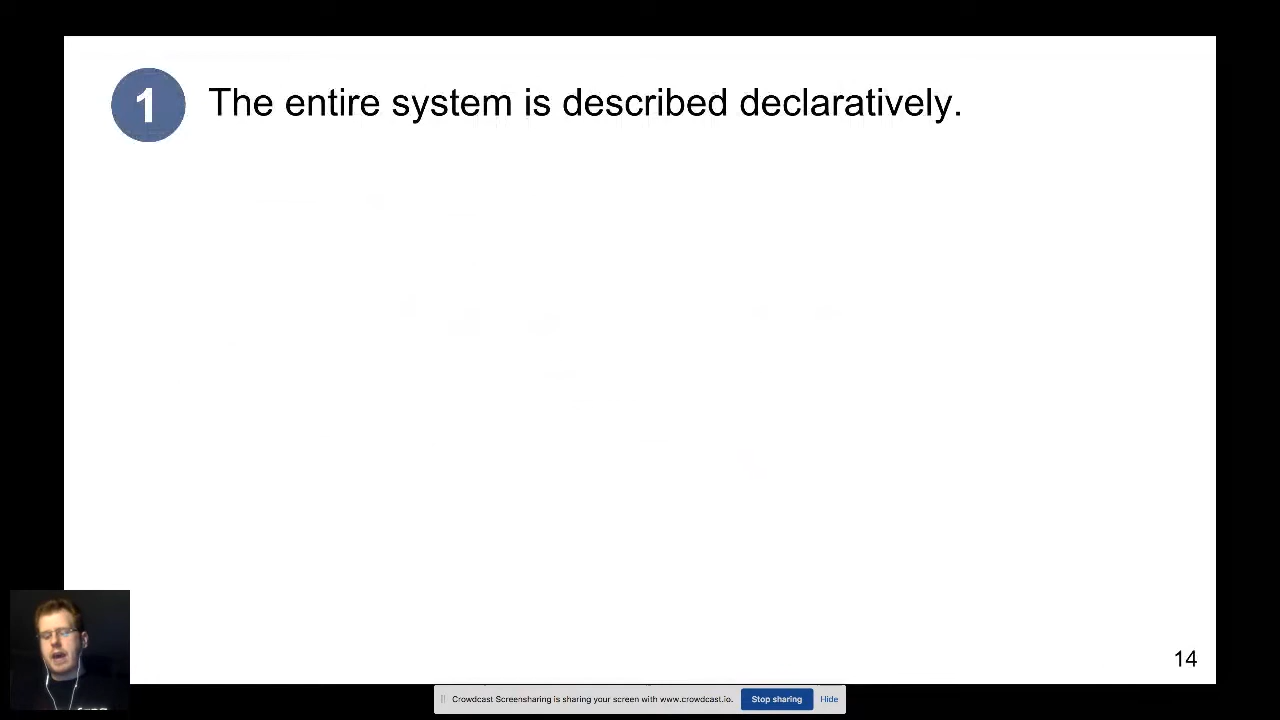 1 The entire system is described declaratively.
14
Crowdcast Screensharing is sharing your screen with www.crowdcast.io. Stop sharing Hide